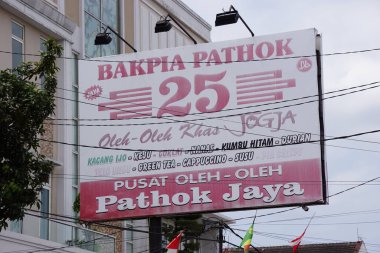 BAKPIA PATHOK
25
Oleh-Oleh Khas JOGJA
KACANG IJO - KEJU - COKLAT - NANAS - KUMBU HITAM - DURIAN
- GREEN TEA - CAPPUCCINO - SUSU
PUSAT OLEH-OLEH
Pathok Jaya